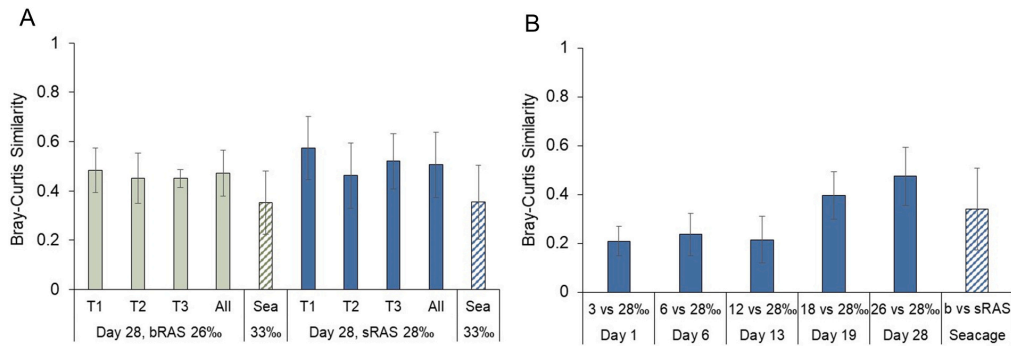 A
Bray-Curtis Similarity
1
0.8
0.6
0.4
0.2
0
T1 T2 T3 All Sea T1 T2 T3 All Sea
Day 28, bRAS 26‰ 33‰ Day 28, sRAS 28‰ 33‰
B
Bray-Curtis Similarity
1
0.8
0.6
0.4
0.2
0
3 vs 28‰ 6 vs 28‰ 12 vs 28‰ 18 vs 28‰ 26 vs 28‰ b vs sRAS
Day 1 Day 6 Day 13 Day 19 Day 28 Seacage